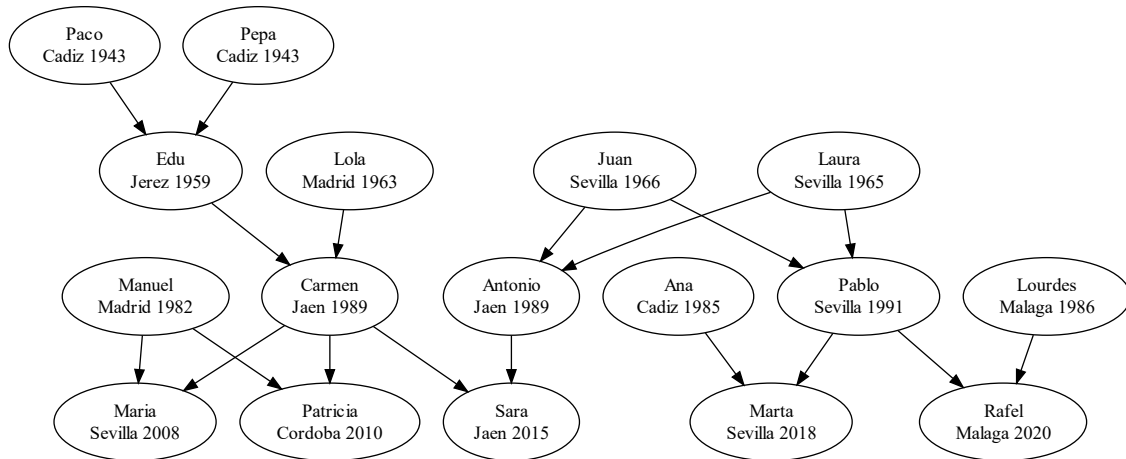 Paco
Cadiz 1943
Pepa
Cadiz 1943
Edu
Jerez 1959
Lola
Madrid 1963
Juan
Sevilla 1966
Laura
Sevilla 1965
Manuel
Madrid 1982
Carmen
Jaen 1989
Antonio
Jaen 1989
Ana
Cadiz 1985
Pablo
Sevilla 1991
Lourdes
Malaga 1986
Maria
Sevilla 2008
Patricia
Cordoba 2010
Sara
Jaen 2015
Marta
Sevilla 2018
Rafel
Malaga 2020